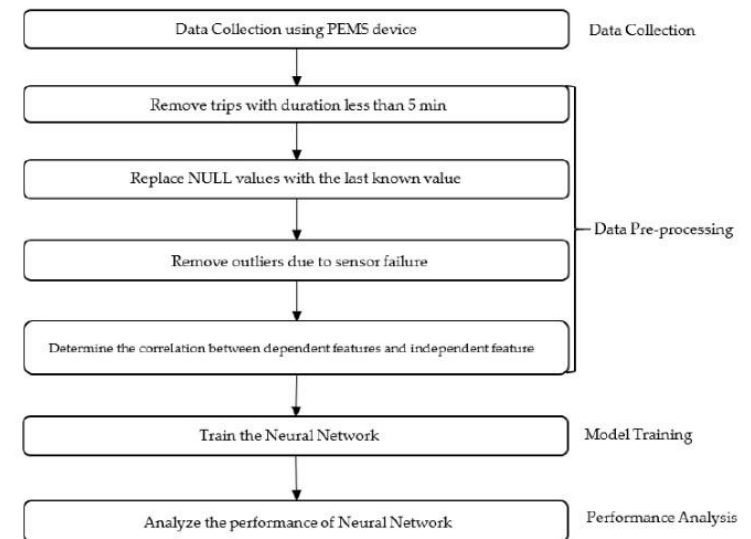 Data Collection using PEMS device
Data Collection
Remove trips with duration less than 5 min
Replace NULL values with the last known value
Data Pre-processing
Remove outliers due to sensor failure
Determine the correlation between dependent features and independent feature
Train the Neural Network
Model Training
Analyze the performance of Neural Network
Performance Analysis